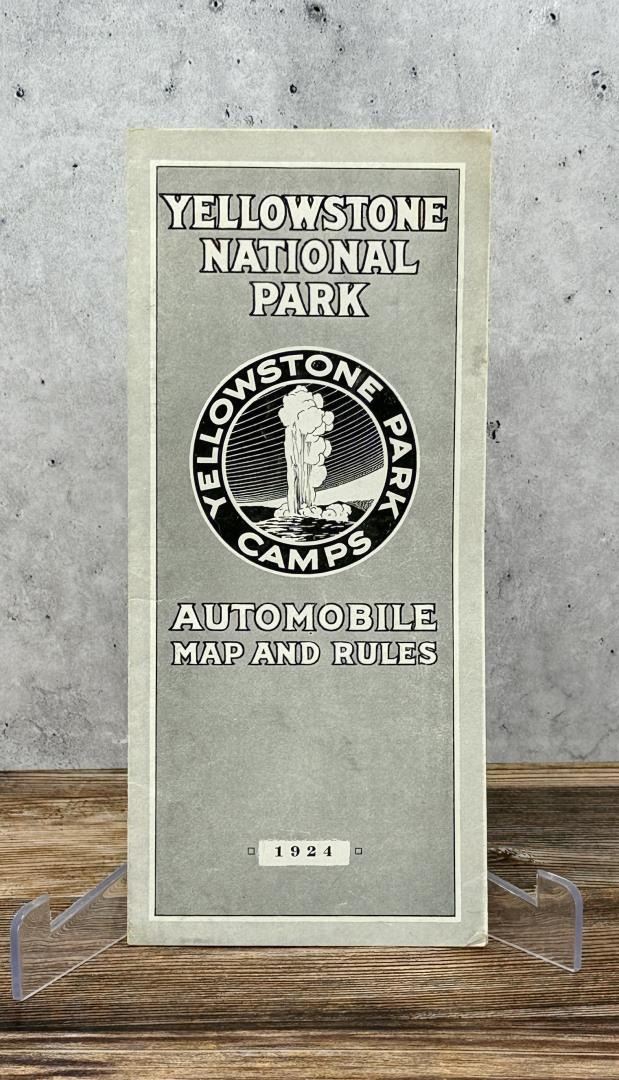 YELLOWSTONE
NATIONAL
PARK
YELLOWSTONE PARK
CAMPS
AUTOMOBILE
MAP AND RULES
1924